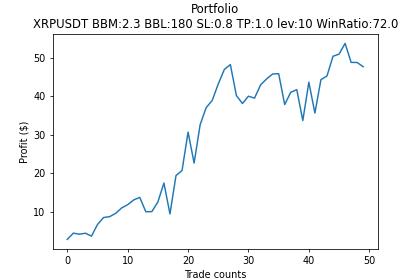 Portfolio
XRPUSDT BBM:2.3 BBL:180 SL:0.8 TP:1.0 lev:10 WinRatio:72.0
Profit ($)
50
40
30
20
10
0 10 20 30 40 50
Trade counts